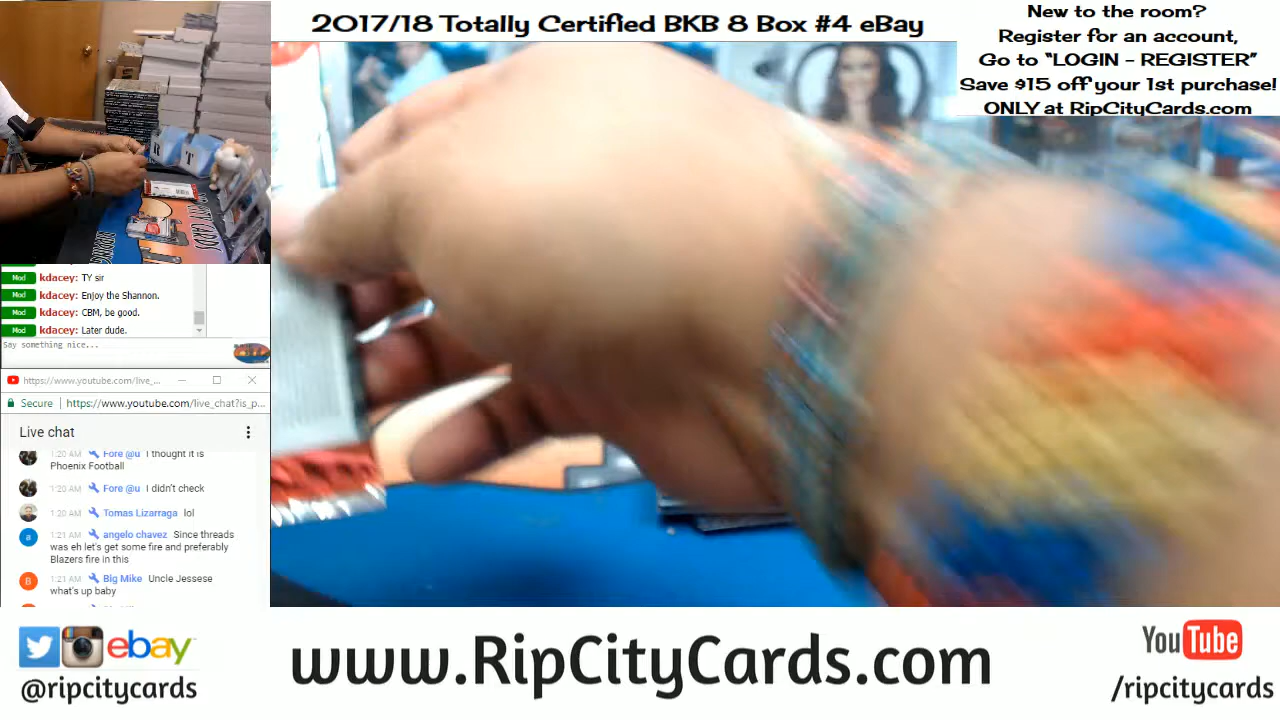 2017/18 Totally Certified BKB 8 Box #4 eBay
New to the room?
Register for an account,
Go to "LOGIN - REGISTER"
Save $15 off your 1st purchase!
ONLY at RipCityCards.com
R T
Mod kdacey: TY sir
Mod kdacey: Enjoy the Shannon.
Mod kdacey: CBM, be good.
Mod kdacey: Later dude.
Say something nice...
https://www.youtube.com/live_...
Secure https://www.youtube.com/live_chat?is_p...
Live chat
1:20 AM Fore @u I thought it is
Phoenix Football
1:20 AM Fore @u I didn't check
1:20 AM Tomas Lizarraga lol
a 1:21 AM angelo chavez Since threads
was eh let's get some fire and preferably
Blazers fire in this
B 1:21 AM Big Mike Uncle Jessese
what's up baby
ebay
@ripcitycards
www.RipCityCards.com
YouTube
/ripcitycards